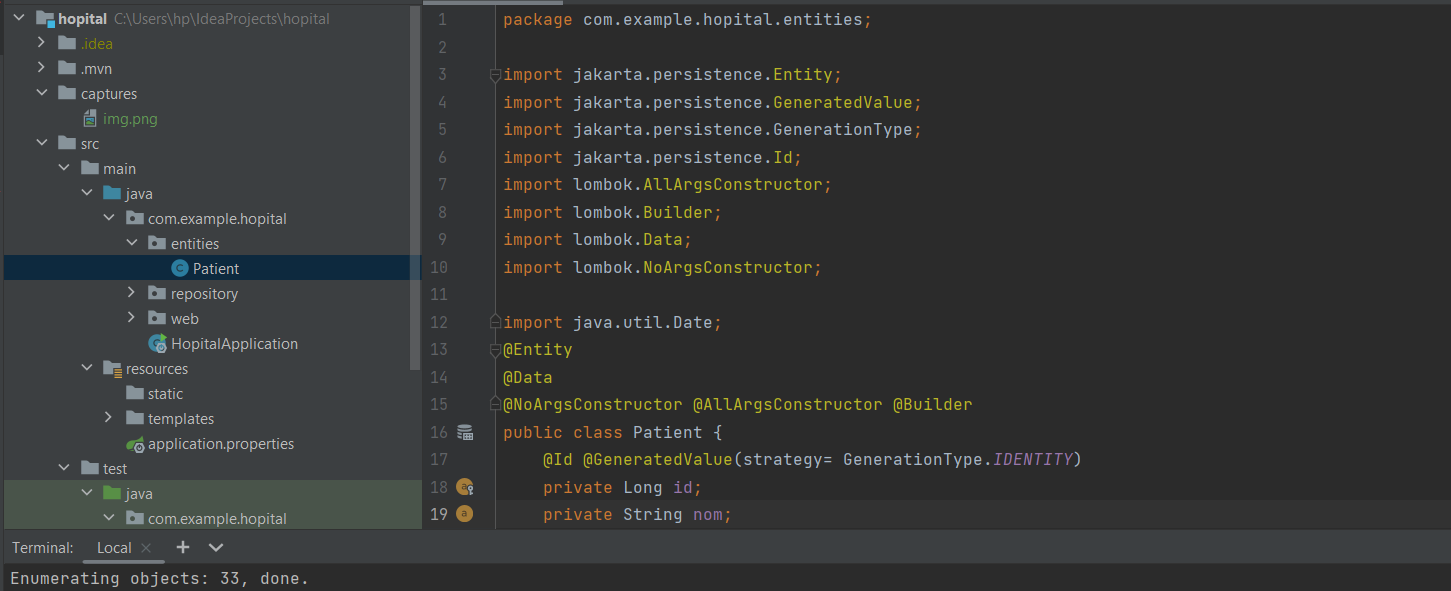 hopital C:\Users\hp\IdeaProjects\hopital
.idea
.mvn
captures
img.png
src
main
java
com.example.hopital
entities
Patient
repository
web
HopitalApplication
resources
static
templates
application.properties
test
java
com.example.hopital
1 package com.example.hopital.entities;
2
3 import jakarta.persistence.Entity;
4 import jakarta.persistence.GeneratedValue;
5 import jakarta.persistence.GenerationType;
6 import jakarta.persistence.Id;
7 import lombok.AllArgsConstructor;
8 import lombok.Builder;
9 import lombok.Data;
10 import lombok.NoArgsConstructor;
11
12 import java.util.Date;
13 @Entity
14 @Data
15 @NoArgsConstructor @AllArgsConstructor @Builder
16 public class Patient {
17 @Id @GeneratedValue(strategy= GenerationType.IDENTITY)
18 private Long id;
19 private String nom;
Terminal: Local
Enumerating objects: 33, done.